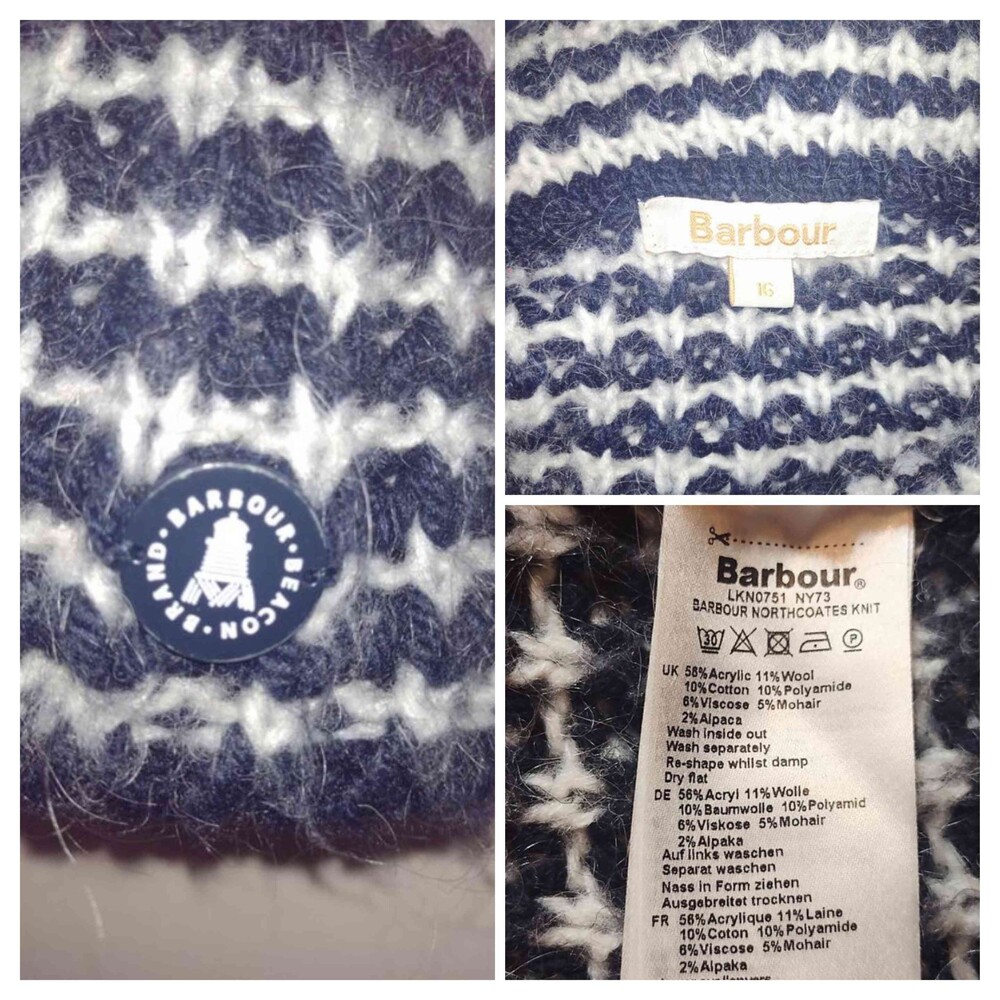 BARBOUR • BEACON • BRAND •
Barbour
16
Barbour®
LKN0751 NY73
BARBOUR NORTHCOATES KNIT
30 P
UK 56%Acrylic 11%Wool
10%Cotton 10%Polyamide
6%Viscose 5%Mohair
2%Alpaca
Wash inside out
Wash separately
Re-shape whilst damp
Dry flat
DE 56%Acryl 11%Wolle
10%Baumwolle 10%Polyamid
6%Viskose 5%Mohair
2%Alpaka
Auf links waschen
Separat waschen
Nass in Form ziehen
Ausgebreitet trocknen
FR 56%Acrylique 11%Laine
10%Coton 10%Polyamide
6%Viscose 5%Mohair
2%Alpaka